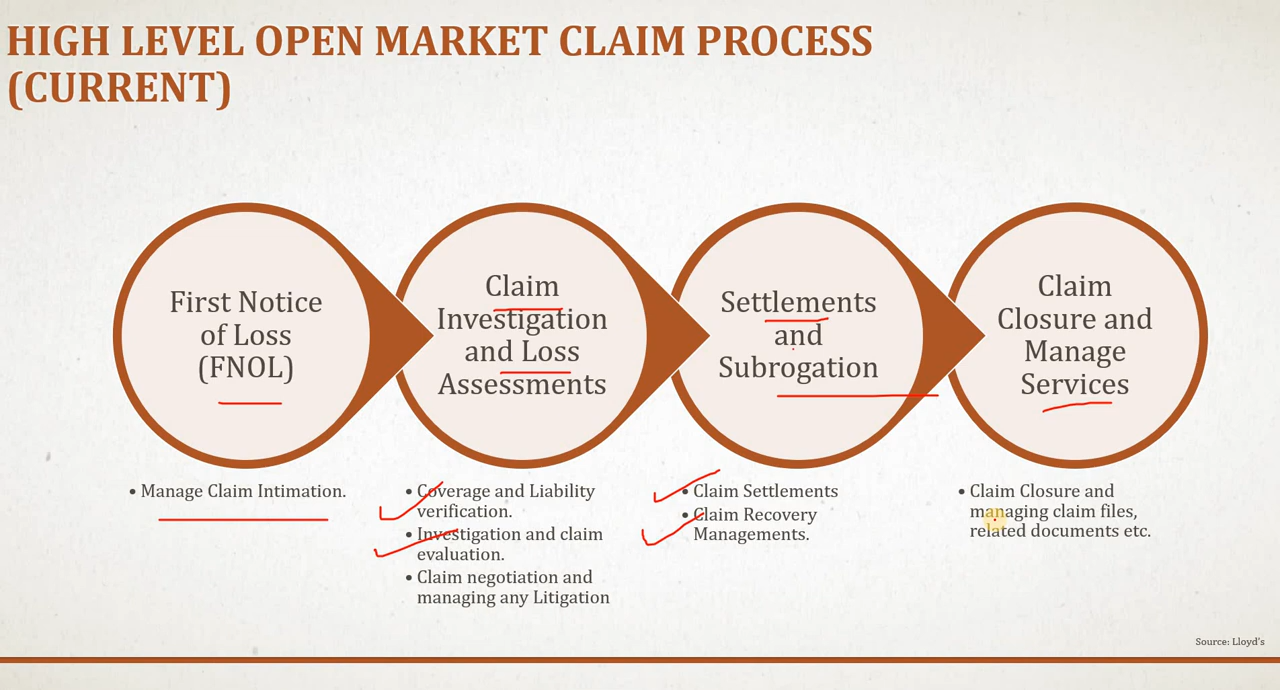 HIGH LEVEL OPEN MARKET CLAIM PROCESS
(CURRENT)
First Notice
of Loss
(FNOL)
• Manage Claim Intimation.
Claim
Investigation
and Loss
Assessments
• Coverage and Liability
verification.
• Investigation and claim
evaluation.
• Claim negotiation and
managing any Litigation
Settlements
and
Subrogation
• Claim Settlements
• Claim Recovery
Managements.
Claim
Closure and
Manage
Services
• Claim Closure and
managing claim files,
related documents etc.
Source: Lloyd's